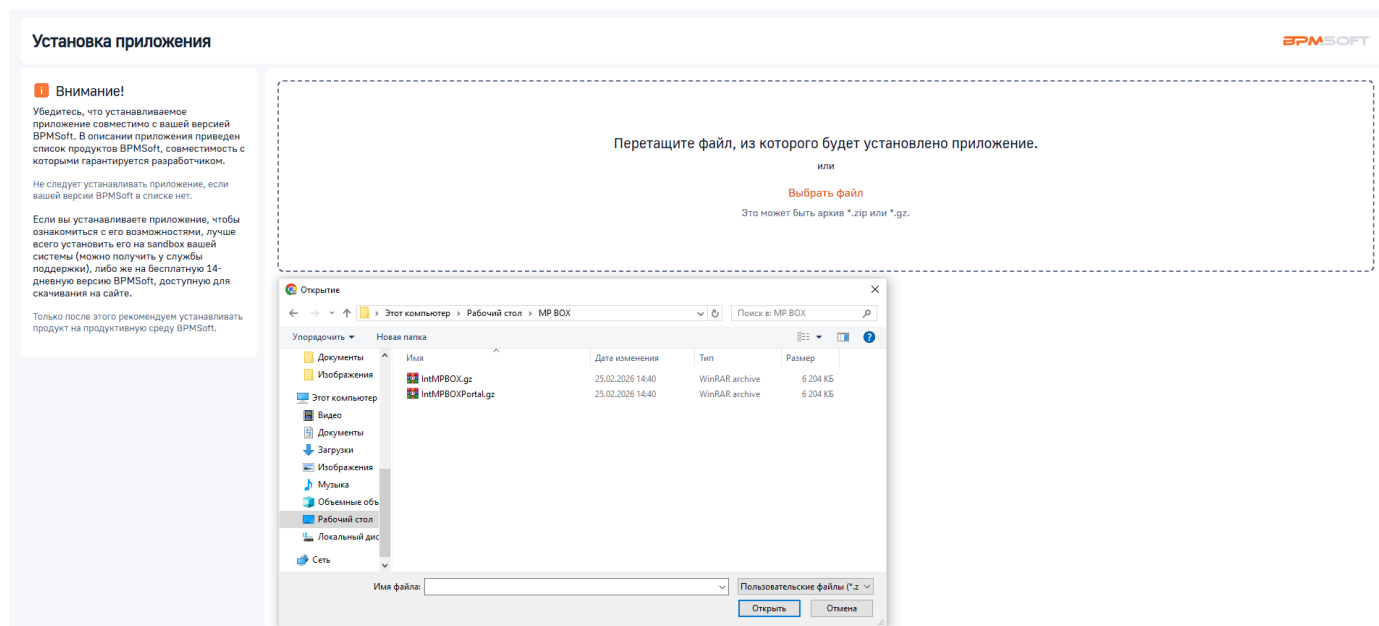 Установка приложения
BPMSOFT
Внимание!
Убедитесь, что устанавливаемое
приложение совместимо с вашей версией
BPMSoft. В описании приложения приведен
список продуктов BPMSoft, совместимость с
которыми гарантируется разработчиком.
Не следует устанавливать приложение, если
вашей версии BPMSoft в списке нет.
Если вы устанавливаете приложение, чтобы
ознакомиться с его возможностями, лучше
всего установить его на sandbox вашей
системы (можно получить у службы
поддержки), либо же на бесплатную 14-
дневную версию BPMSoft, доступную для
скачивания на сайте.
Только после этого рекомендуем устанавливать
продукт на продуктивную среду BPMSoft.
Перетащите файл, из которого будет установлено приложение.
или
Выбрать файл
Это может быть архив *.zip или *.gz.
Открытие
Этот компьютер › Рабочий стол › MP BOX
Поиск в: MP BOX
Упорядочить Новая папка
Документы
Изображения
Этот компьютер
Видео
Документы
Загрузки
Изображения
Музыка
Объемные объ
Рабочий стол
Локальный дис
Сеть
Имя Дата изменения Тип Размер
IntMPBOX.gz 25.02.2026 14:40 WinRAR archive 6 204 КБ
IntMPBOXPortal.gz 25.02.2026 14:40 WinRAR archive 6 204 КБ
Имя файла:
Пользовательские файлы (*.z
Открыть Отмена